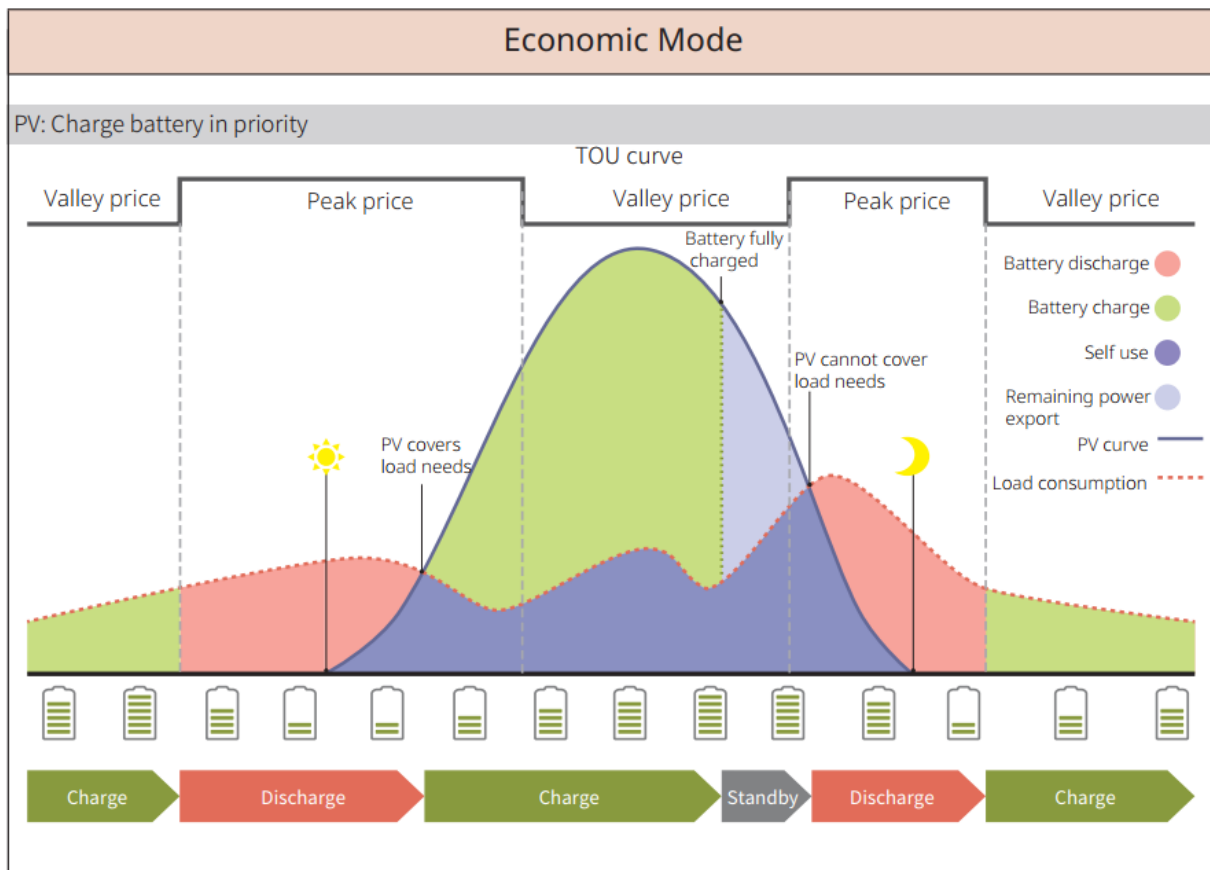 Economic Mode
PV: Charge battery in priority
TOU curve
Valley price
Peak price
Valley price
Peak price
Valley price
Battery fully
charged
Battery discharge
Battery charge
Self use
Remaining power
export
PV curve
Load consumption
PV cannot cover
load needs
PV covers
load needs
Charge
Discharge
Charge
Standby
Discharge
Charge